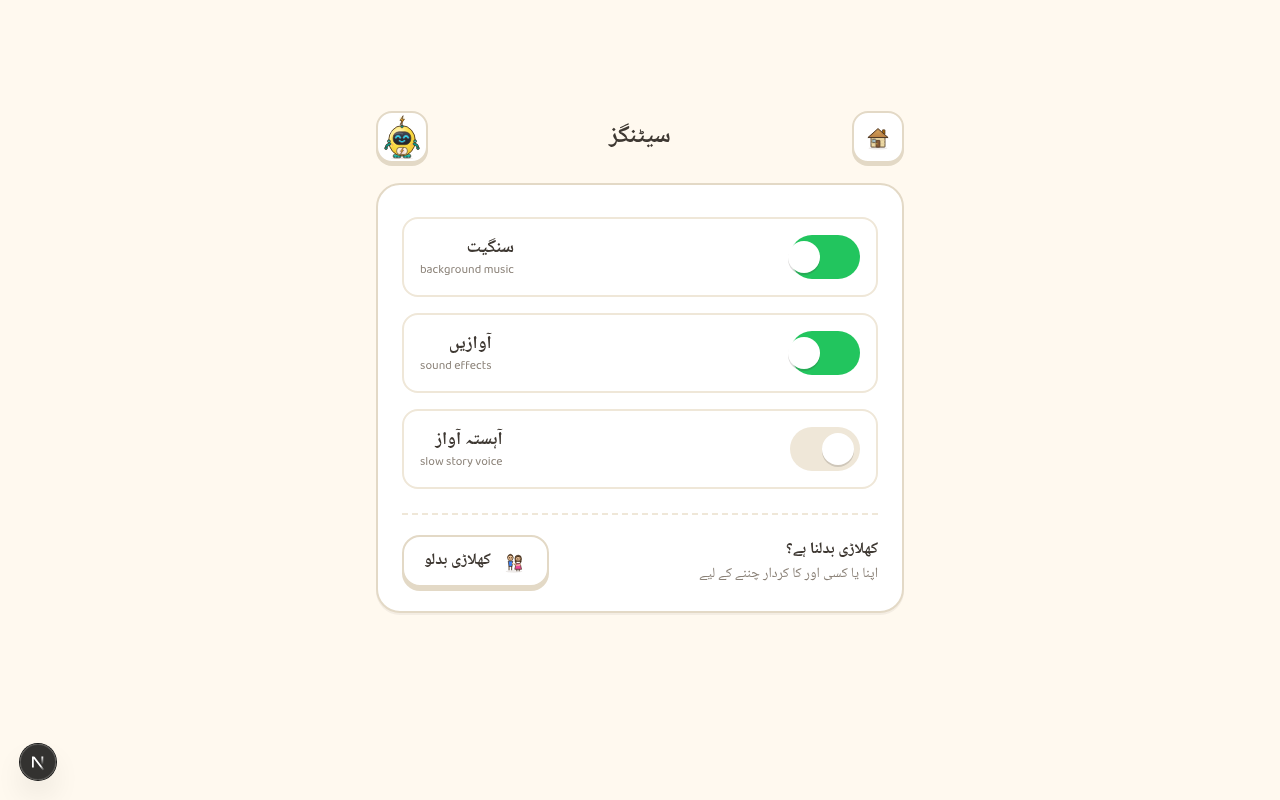 سیٹنگز
سنگیت
background music
آوازیں
sound effects
آہستہ آواز
slow story voice
کھلاڑی بدلنا ہے؟
اپنا یا کسی اور کا کردار چننے کے لیے
کھلاڑی بدلو
N